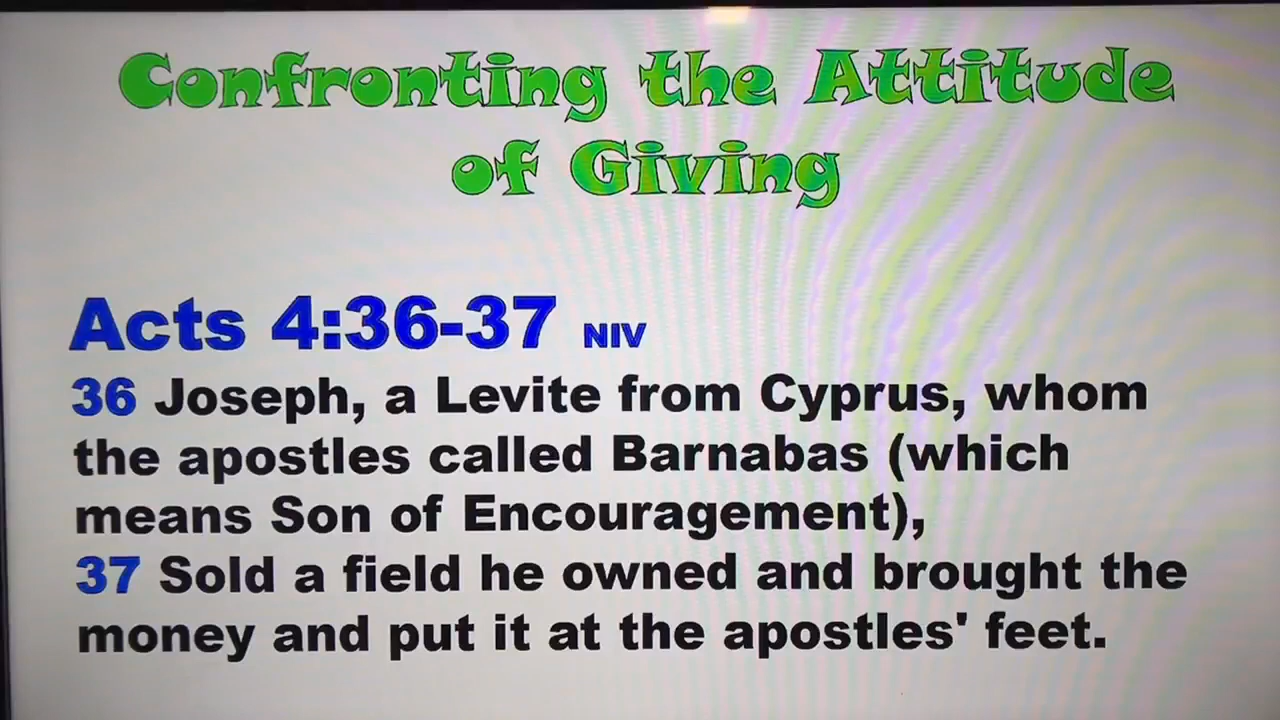 Confronting the Attitude
of Giving
Acts 4:36-37 NIV
36 Joseph, a Levite from Cyprus, whom
the apostles called Barnabas (which
means Son of Encouragement),
37 Sold a field he owned and brought the
money and put it at the apostles' feet.